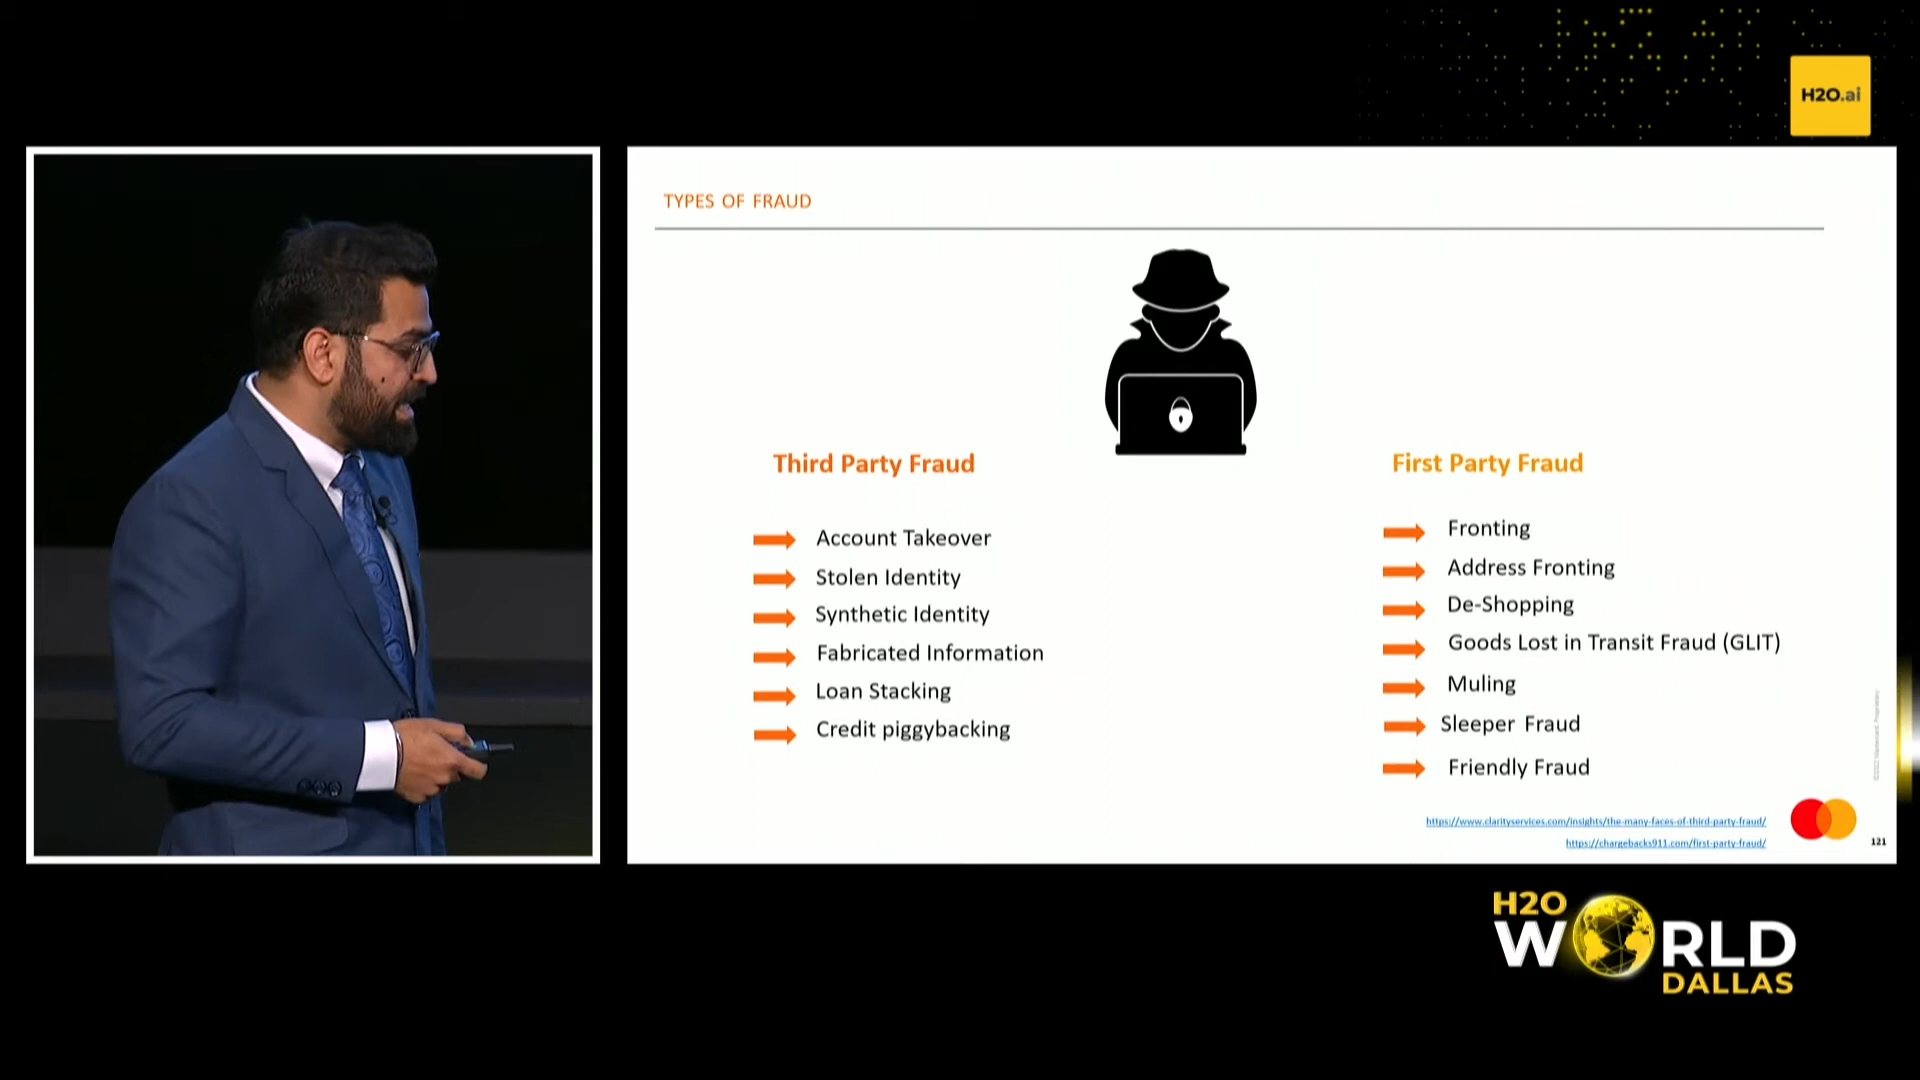 H2O.ai
TYPES OF FRAUD
Third Party Fraud
Account Takeover
Stolen Identity
Synthetic Identity
Fabricated Information
Loan Stacking
Credit piggybacking
First Party Fraud
Fronting
Address Fronting
De-Shopping
Goods Lost in Transit Fraud (GLIT)
Muling
Sleeper Fraud
Friendly Fraud
https://www.clarityservices.com/insights/the-many-faces-of-third-party-fraud/
https://chargebacks911.com/first-party-fraud/
121
H2O
WORLD
DALLAS